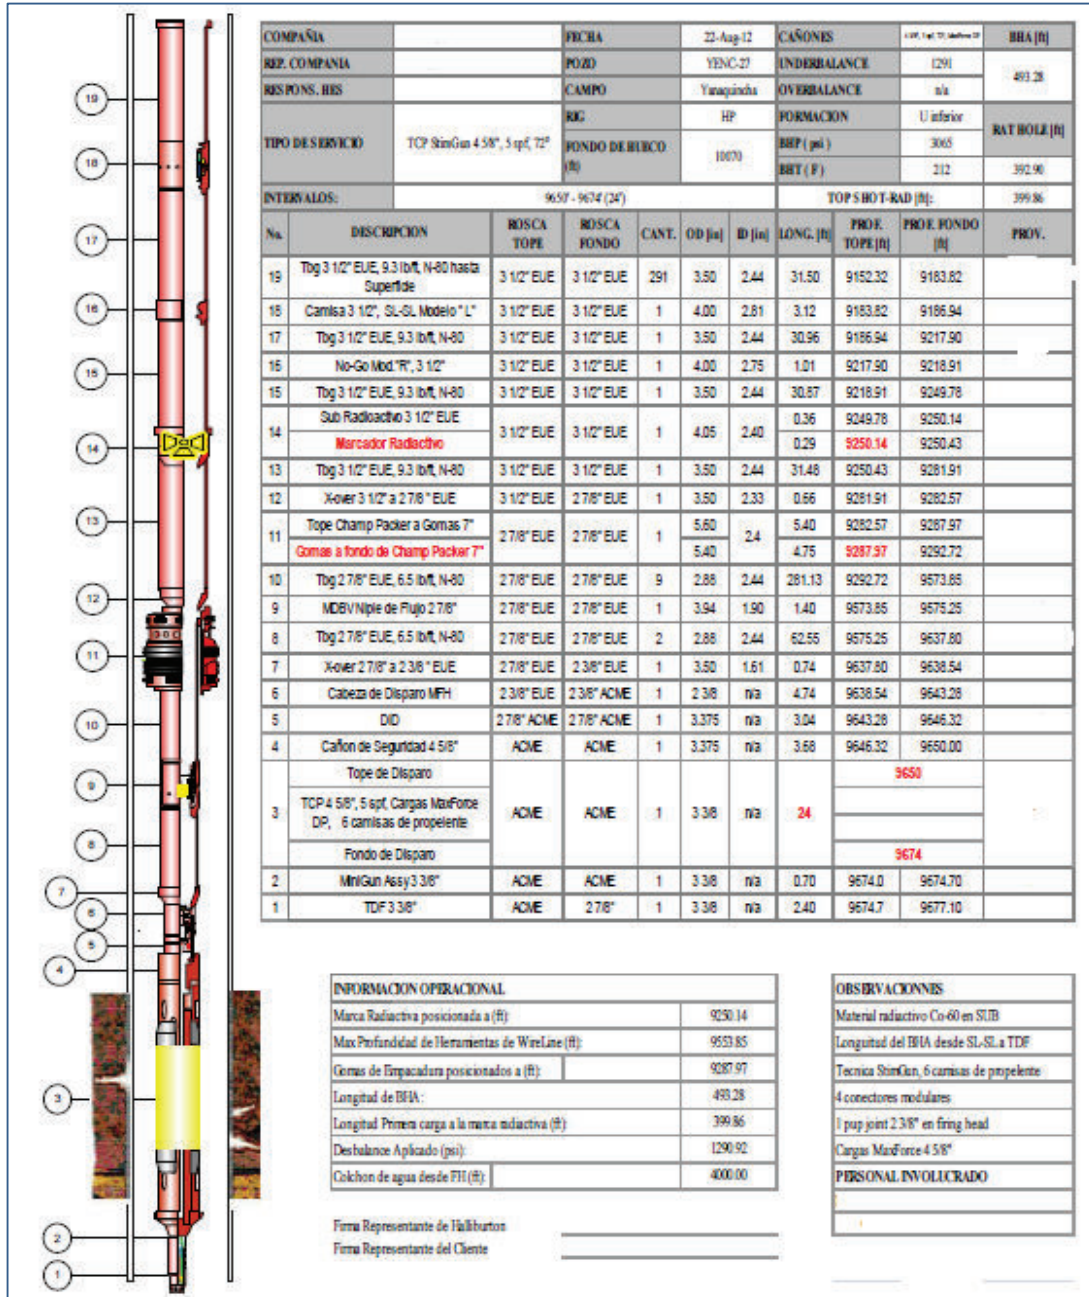 COMPAÑIA FECHA 22-Aug-12 CAÑONES BHA [ft]
REP. COMPANIA POZO YENC-27 UNDERBALANCE 1291 493.28
RESPONS. HES CAMPO Yanaquincha OVERBALANCE n/a
TIPO DE SERVICIO TCP StimGun 4 5/8", 5 spf, 72º RIG HP FORMACION U inferior RAT HOLE [ft]
FONDO DE HUECO (ft) 10070 BHP ( psi ) 3065
BHT ( F ) 212 392.90
INTERVALOS: 9650' - 9674' (24') TOP SHOT-RAD [ft]: 399.86
No. DESCRIPCION ROSCA TOPE ROSCA FONDO CANT. OD [in] ID [in] LONG. [ft] PROF. TOPE [ft] PROF. FONDO [ft] PROV.
19 Tbg 3 1/2" EUE, 9.3 lb/ft, N-80 hasta Superficie 3 1/2" EUE 3 1/2" EUE 291 3.50 2.44 31.50 9152.32 9183.82
18 Camisa 3 1/2", SL-SL Modelo " L" 3 1/2" EUE 3 1/2" EUE 1 4.00 2.81 3.12 9183.82 9186.94
17 Tbg 3 1/2" EUE, 9.3 lb/ft, N-80 3 1/2" EUE 3 1/2" EUE 1 3.50 2.44 30.96 9186.94 9217.90
16 No-Go Mod."R", 3 1/2" 3 1/2" EUE 3 1/2" EUE 1 4.00 2.75 1.01 9217.90 9218.91
15 Tbg 3 1/2" EUE, 9.3 lb/ft, N-80 3 1/2" EUE 3 1/2" EUE 1 3.50 2.44 30.87 9218.91 9249.78
14 Sub Radioactivo 3 1/2" EUE 3 1/2" EUE 3 1/2" EUE 1 4.05 2.40 0.36 9249.78 9250.14
Marcador Radiactivo 0.29 9250.14 9250.43
13 Tbg 3 1/2" EUE, 9.3 lb/ft, N-80 3 1/2" EUE 3 1/2" EUE 1 3.50 2.44 31.48 9250.43 9281.91
12 X-over 3 1/2" a 2 7/8 " EUE 3 1/2" EUE 2 7/8" EUE 1 3.50 2.33 0.66 9281.91 9282.57
11 Tope Champ Packer a Gomas 7" 2 7/8" EUE 2 7/8" EUE 1 5.60 2.4 5.40 9282.57 9287.97
Gomas a fondo de Champ Packer 7" 5.40 4.75 9287.97 9292.72
10 Tbg 2 7/8" EUE, 6.5 lb/ft, N-80 2 7/8" EUE 2 7/8" EUE 9 2.88 2.44 281.13 9292.72 9573.85
9 MDBV Niple de Flujo 2 7/8" 2 7/8" EUE 2 7/8" EUE 1 3.94 1.90 1.40 9573.85 9575.25
8 Tbg 2 7/8" EUE, 6.5 lb/ft, N-80 2 7/8" EUE 2 7/8" EUE 2 2.88 2.44 62.55 9575.25 9637.80
7 X-over 2 7/8" a 2 3/8 " EUE 2 7/8" EUE 2 3/8" EUE 1 3.50 1.61 0.74 9637.80 9638.54
6 Cabeza de Disparo MFH 2 3/8" EUE 2 3/8" ACME 1 2 3/8 n/a 4.74 9638.54 9643.28
5 DID 2 7/8" ACME 2 7/8" ACME 1 3.375 n/a 3.04 9643.28 9646.32
4 Cañon de Seguridad 4 5/8" ACME ACME 1 3.375 n/a 3.68 9646.32 9650.00
Tope de Disparo 9650
3 TCP 4 5/8", 5 spf, Cargas MaxForce DP, 6 camisas de propelente ACME ACME 1 3 3/8 n/a 24
Fondo de Disparo 9674
2 MiniGun Assy 3 3/8" ACME ACME 1 3 3/8 n/a 0.70 9674.0 9674.70
1 TDF 3 3/8" ACME 2 7/8" 1 3 3/8 n/a 2.40 9674.7 9677.10
19
18
17
16
15
14
13
12
11
10
9
8
7
6
5
4
3
2
1
INFORMACION OPERACIONAL
Marca Radiactiva posicionada a (ft): 9250.14
Max Profundidad de Herramientas de WireLine (ft): 9553.85
Gomas de Empacadura posicionados a (ft): 9287.97
Longitud de BHA : 493.28
Longitud Primera carga a la marca radiactiva (ft): 399.86
Desbalance Aplicado (psi): 1290.92
Colchon de agua desde FH (ft): 4000.00
Firma Representante de Halliburton
Firma Representante del Cliente
OBSERVACIONNES
Material radiactivo Co-60 en SUB
Longuitud del BHA desde SL-SL a TDF
Tecnica StimGun, 6 camisas de propelente
4 conectores modulares
1 pup joint 2 3/8" en firing head
Cargas MaxForce 4 5/8"
PERSONAL INVOLUCRADO